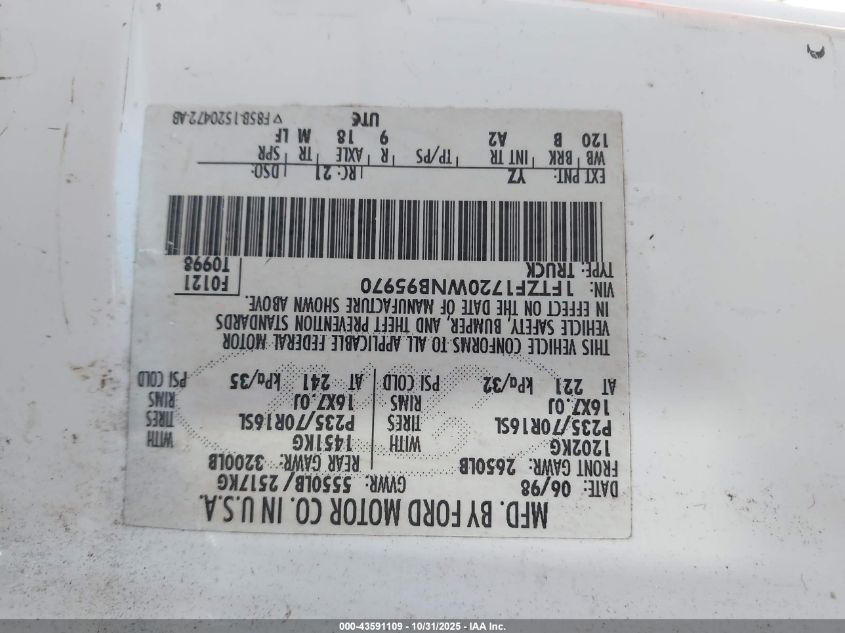 MFD. BY FORD MOTOR CO. IN U.S.A.
DATE: 06/98 GVWR: 5550LB/ 2517KG
FRONT GAWR: 2650LB REAR GAWR: 3200LB
1202KG WITH 1451KG WITH
P235/70R16SL TIRES P235/70R16SL TIRES
16X7.0J RIMS 16X7.0J RIMS
AT 221 kPa/32 PSI COLD AT 241 kPa/35 PSI COLD
THIS VEHICLE CONFORMS TO ALL APPLICABLE FEDERAL MOTOR
VEHICLE SAFETY, BUMPER, AND THEFT PREVENTION STANDARDS
IN EFFECT ON THE DATE OF MANUFACTURE SHOWN ABOVE.
VIN: 1FTZF1720WNB95970 F0121
TYPE: TRUCK T0998
EXT PNT: YZ RC: 21 DSO:
WB BRK INT TR TP/PS R AXLE TR SPR
120 B A2 9 18 M LF
UTC
▽F85B-1520472-AB
000-43591109 - 10/31/2025 - IAA Inc.